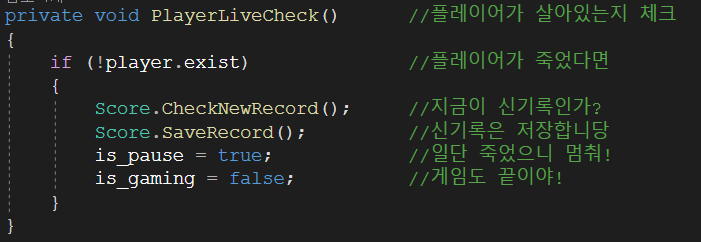 private void PlayerLiveCheck() //플레이어가 살아있는지 체크
{
if (!player.exist) //플레이어가 죽었다면
{
Score.CheckNewRecord(); //지금이 신기록인가?
Score.SaveRecord(); //신기록은 저장합니당
is_pause = true; //일단 죽었으니 멈춰!
is_gaming = false; //게임도 끝이야!
}
}